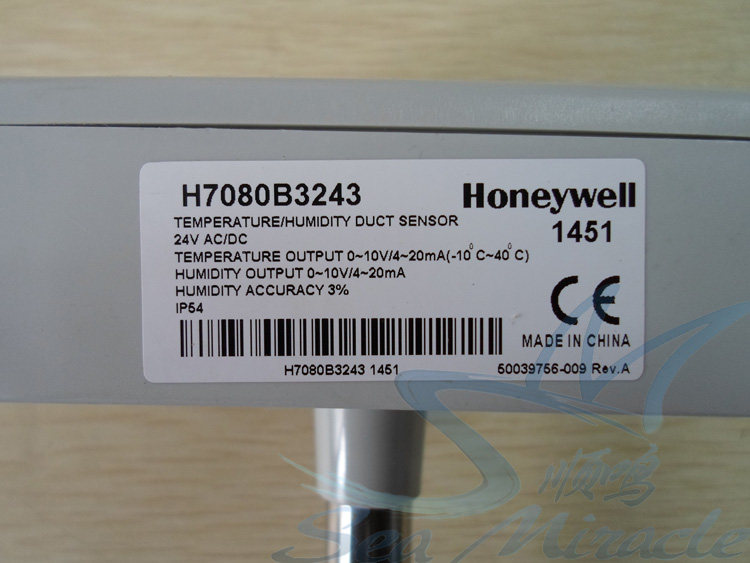 H7080B3243
Honeywell
1451
TEMPERATURE/HUMIDITY DUCT SENSOR
24V AC/DC
TEMPERATURE OUTPUT 0~10V/4~20mA(-10°C~40°C)
HUMIDITY OUTPUT 0~10V/4~20mA
HUMIDITY ACCURACY 3%
IP54
CE
MADE IN CHINA
H7080B3243 1451
50039756-009 Rev.A
顺鸿
Sea Miracle